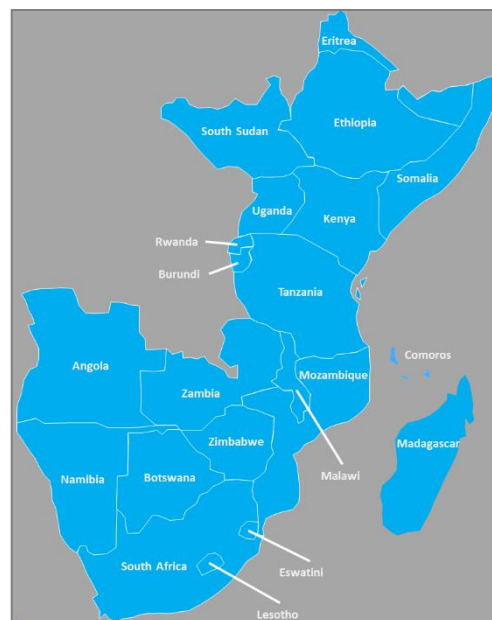 Eritrea
Ethiopia
South Sudan
Somalia
Uganda
Kenya
Rwanda
Burundi
Tanzania
Comoros
Angola
Mozambique
Zambia
Madagascar
Zimbabwe
Malawi
Namibia
Botswana
South Africa
Eswatini
Lesotho